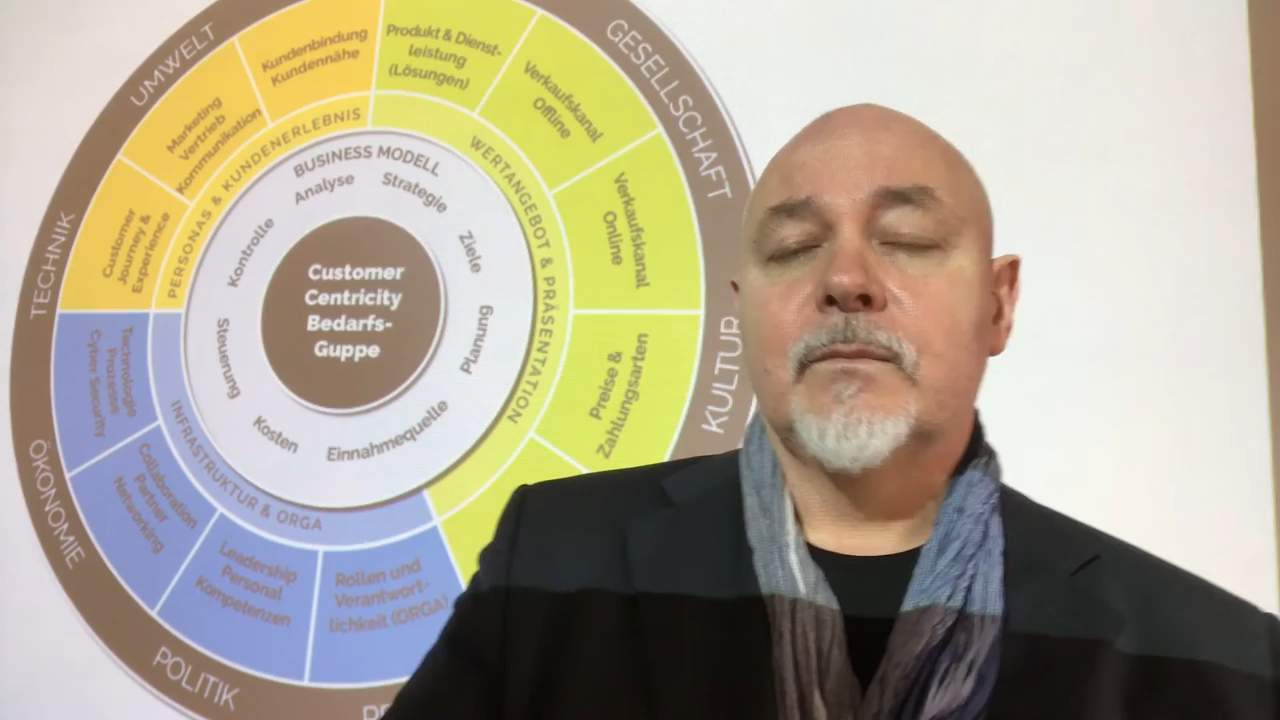 UMWELT
GESELLSCHAFT
KULTUR
TECHNIK
ÖKONOMIE
POLITIK
Kundenbindung
Kundennähe
Produkt & Dienst-
leistung
(Lösungen)
Verkaufskanal
Offline
Verkaufskanal
Online
Preise &
Zahlungsarten
Marketing
Vertrieb
Kommunikation
Customer
Journey &
Experience
Technologie
Prozesse
Cyber Security
Collaboration
Partner
Networking
Leadership
Personal
Kompetenzen
Rollen und
Verantwort-
lichkeit (ORGA)
PERSONAS & KUNDENERLEBNIS
WERTANGEBOT & PRÄSENTATION
INFRASTRUKTUR & ORGA
BUSINESS MODELL
Analyse
Strategie
Ziele
Planung
Einnahmequelle
Kosten
Steuerung
Kontrolle
Customer
Centricity
Bedarfs-
Guppe